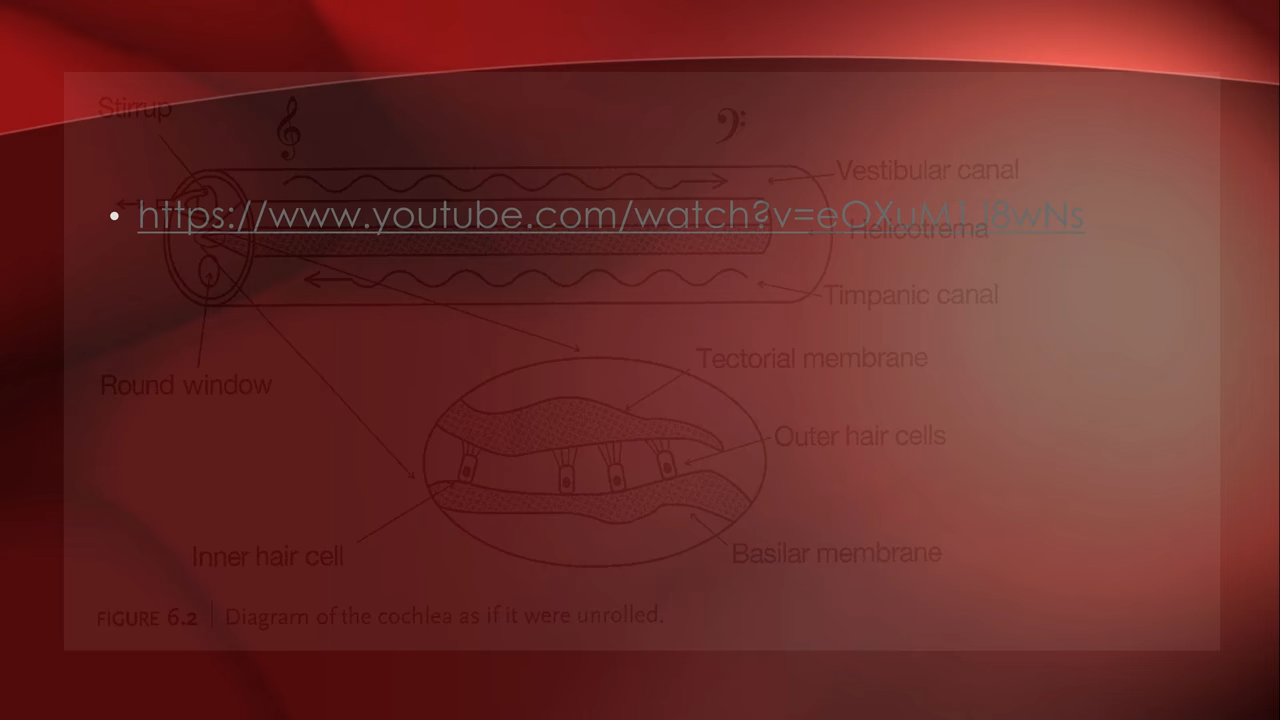 Stirrup
Vestibular canal
• https://www.youtube.com/watch?v=eQXuM1J8wNs
Helicotrema
Timpanic canal
Tectorial membrane
Round window
Outer hair cells
Inner hair cell
Basilar membrane
FIGURE 6.2 | Diagram of the cochlea as if it were unrolled.